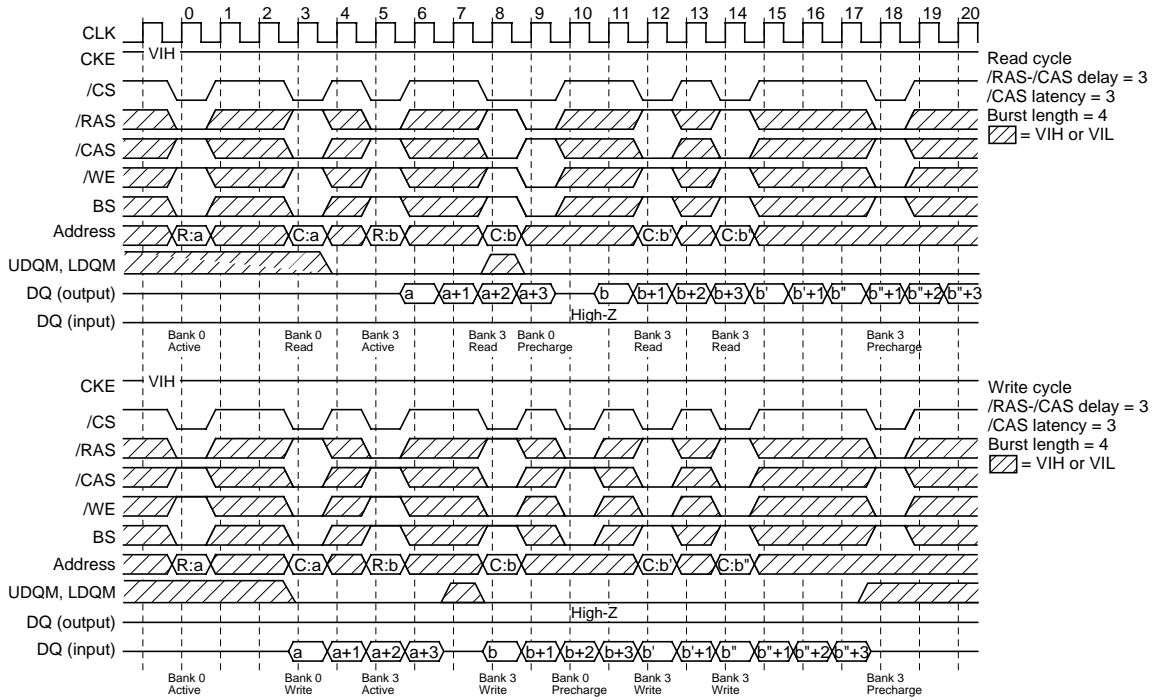 0 1 2 3 4 5 6 7 8 9 10 11 12 13 14 15 16 17 18 19 20
CLK
CKE VIH
/CS
/RAS
/CAS
/WE
BS
Address R:a C:a R:b C:b C:b' C:b"
UDQM, LDQM
DQ (output) a a+1 a+2 a+3 b b+1 b+2 b+3 b' b'+1 b" b"+1 b"+2 b"+3
DQ (input) High-Z
Bank 0 Active
Bank 0 Read
Bank 3 Active
Bank 3 Read
Bank 0 Precharge
Bank 3 Read
Bank 3 Read
Bank 3 Precharge
Read cycle
/RAS-/CAS delay = 3
/CAS latency = 3
Burst length = 4
= VIH or VIL
CKE VIH
/CS
/RAS
/CAS
/WE
BS
Address R:a C:a R:b C:b C:b' C:b"
UDQM, LDQM
DQ (output) High-Z
DQ (input) a a+1 a+2 a+3 b b+1 b+2 b+3 b' b'+1 b" b"+1 b"+2 b"+3
Bank 0 Active
Bank 0 Write
Bank 3 Active
Bank 3 Write
Bank 0 Precharge
Bank 3 Write
Bank 3 Write
Bank 3 Precharge
Write cycle
/RAS-/CAS delay = 3
/CAS latency = 3
Burst length = 4
= VIH or VIL